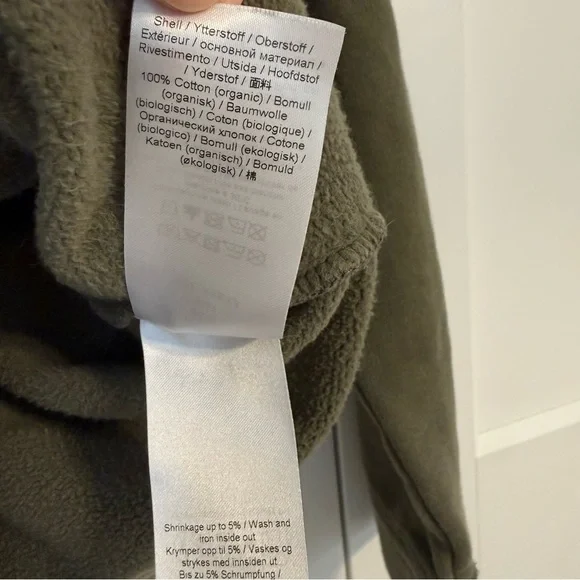 Shell / Ytterstoff / Oberstoff /
Extérieur / основной материал /
Rivestimento / Utsida / Hoofdstof
/ Yderstof / 面料
100% Cotton (organic) / Bomull
(organisk) / Baumwolle
(biologisch) / Coton (biologique) /
Органический хлопок / Cotone
(biologico) / Bomull (ekologisk) /
Katoen (organisch) / Bomuld
(økologisk) / 棉
Shrinkage up to 5% / Wash and
iron inside out
Krymper opp til 5% / Vaskes og
strykes med innsiden ut
Bis zu 5% Schrumpfung /